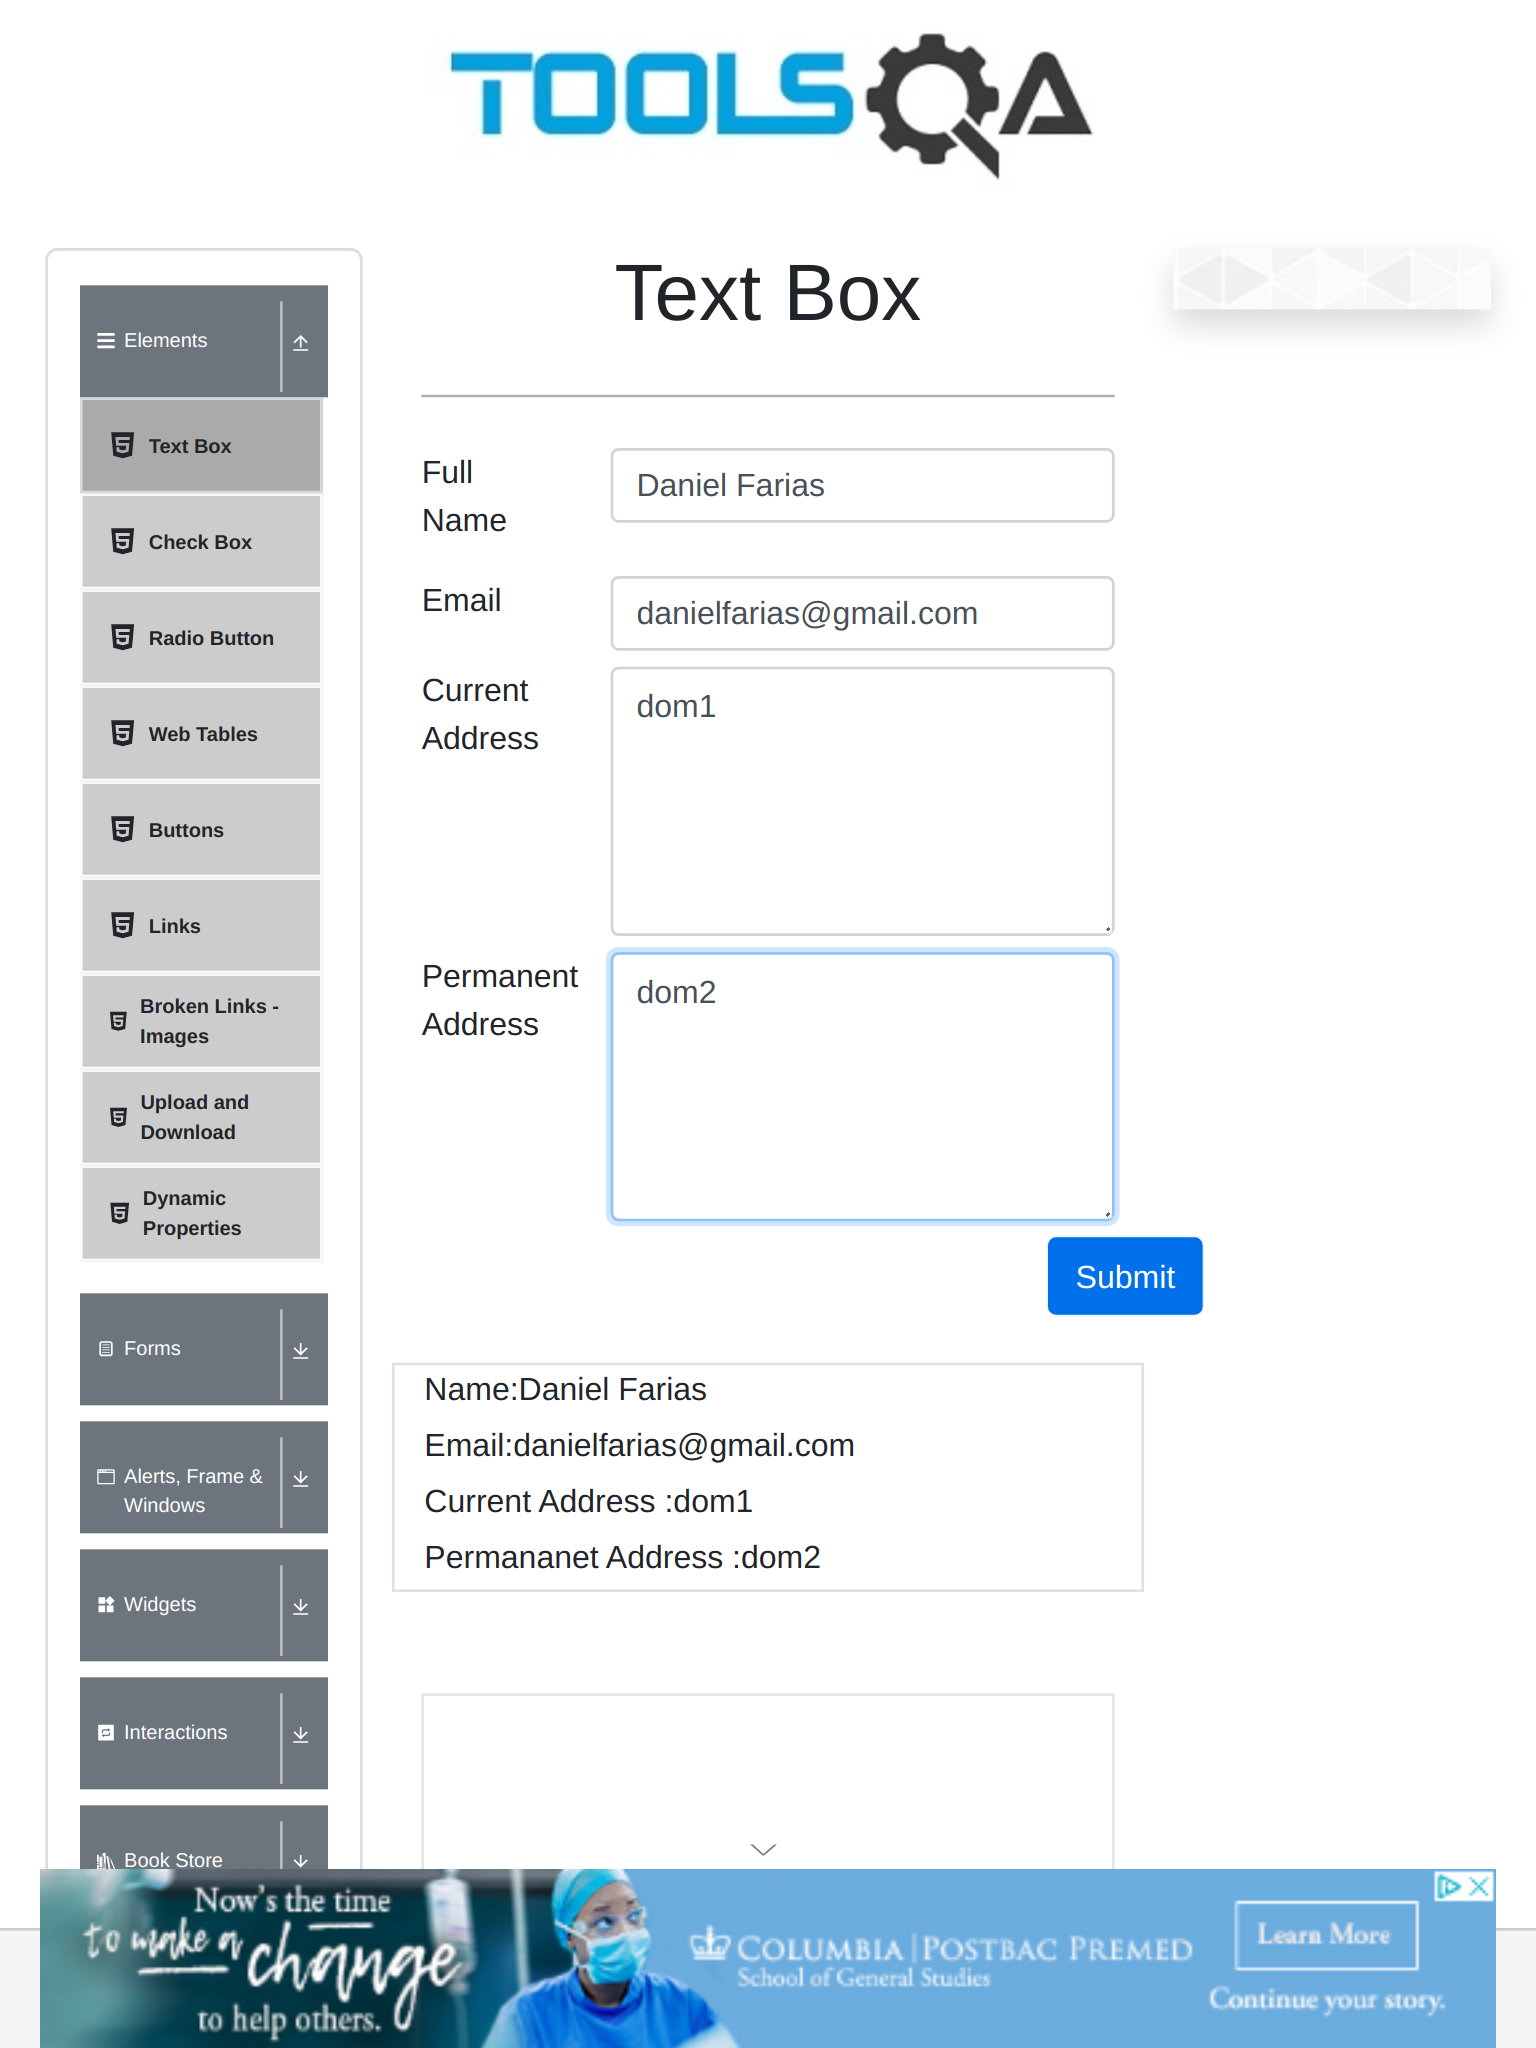 TOOLSQA
Text Box
Elements
Text Box
Check Box
Radio Button
Web Tables
Buttons
Links
Broken Links -
Images
Upload and
Download
Dynamic
Properties
Forms
Alerts, Frame &
Windows
Widgets
Interactions
Book Store
Full
Name
Daniel Farias
Email
danielfarias@gmail.com
Current
Address
dom1
Permanent
Address
dom2
Submit
Name:Daniel Farias
Email:danielfarias@gmail.com
Current Address :dom1
Permananet Address :dom2
Now's the time
to make a
change
to help others.
COLUMBIA | POSTBAC PREMED
School of General Studies
Learn More
Continue your story.